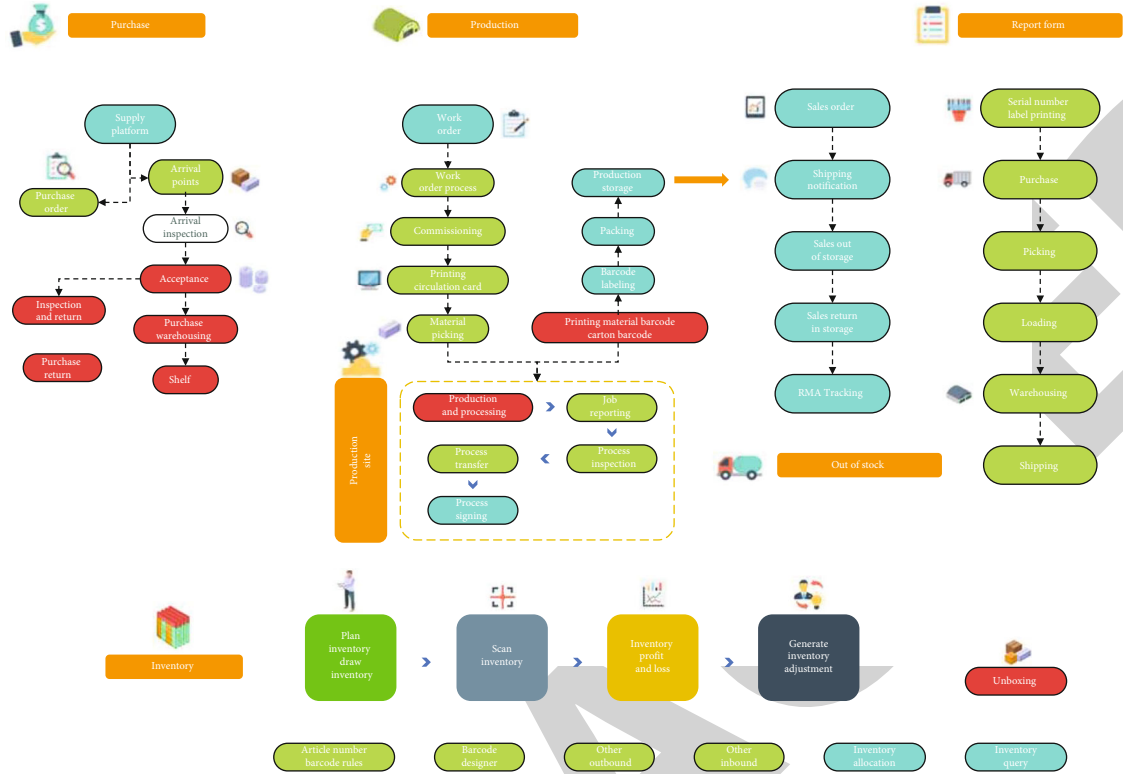 Purchase
Production
Report form
Supply
platform
Arrival
points
Purchase
order
Arrival
inspection
Acceptance
Inspection
and return
Purchase
warehousing
Purchase
return
Shelf
Work
order
Work
order process
Commissioning
Printing
circulation card
Material
picking
Production
storage
Packing
Barcode
labeling
Printing material barcode
carton barcode
Production
site
Production
and processing
Job
reporting
Process
transfer
Process
inspection
Process
signing
Sales order
Shipping
notification
Sales out
of storage
Sales return
in storage
RMA Tracking
Out of stock
Serial number
label printing
Purchase
Picking
Loading
Warehousing
Shipping
Inventory
Plan
inventory
draw
inventory
Scan
inventory
Inventory
profit
and loss
Generate
inventory
adjustment
Unboxing
Article number
barcode rules
Barcode
designer
Other
outbound
Other
inbound
Inventory
allocation
Inventory
query